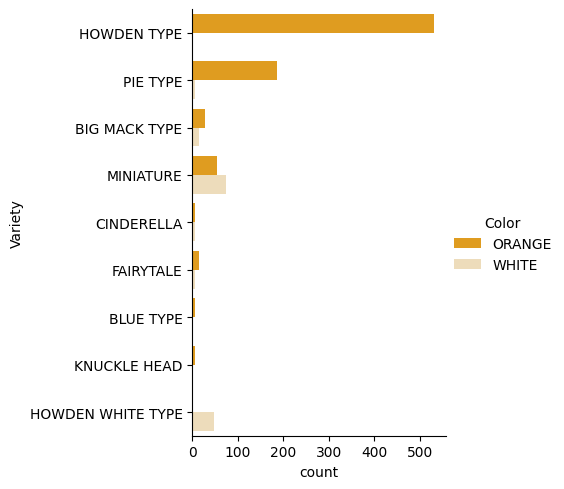 HOWDEN TYPE
PIE TYPE
BIG MACK TYPE
MINIATURE
CINDERELLA
FAIRYTALE
BLUE TYPE
KNUCKLE HEAD
HOWDEN WHITE TYPE
Variety
0 100 200 300 400 500
count
Color
ORANGE
WHITE